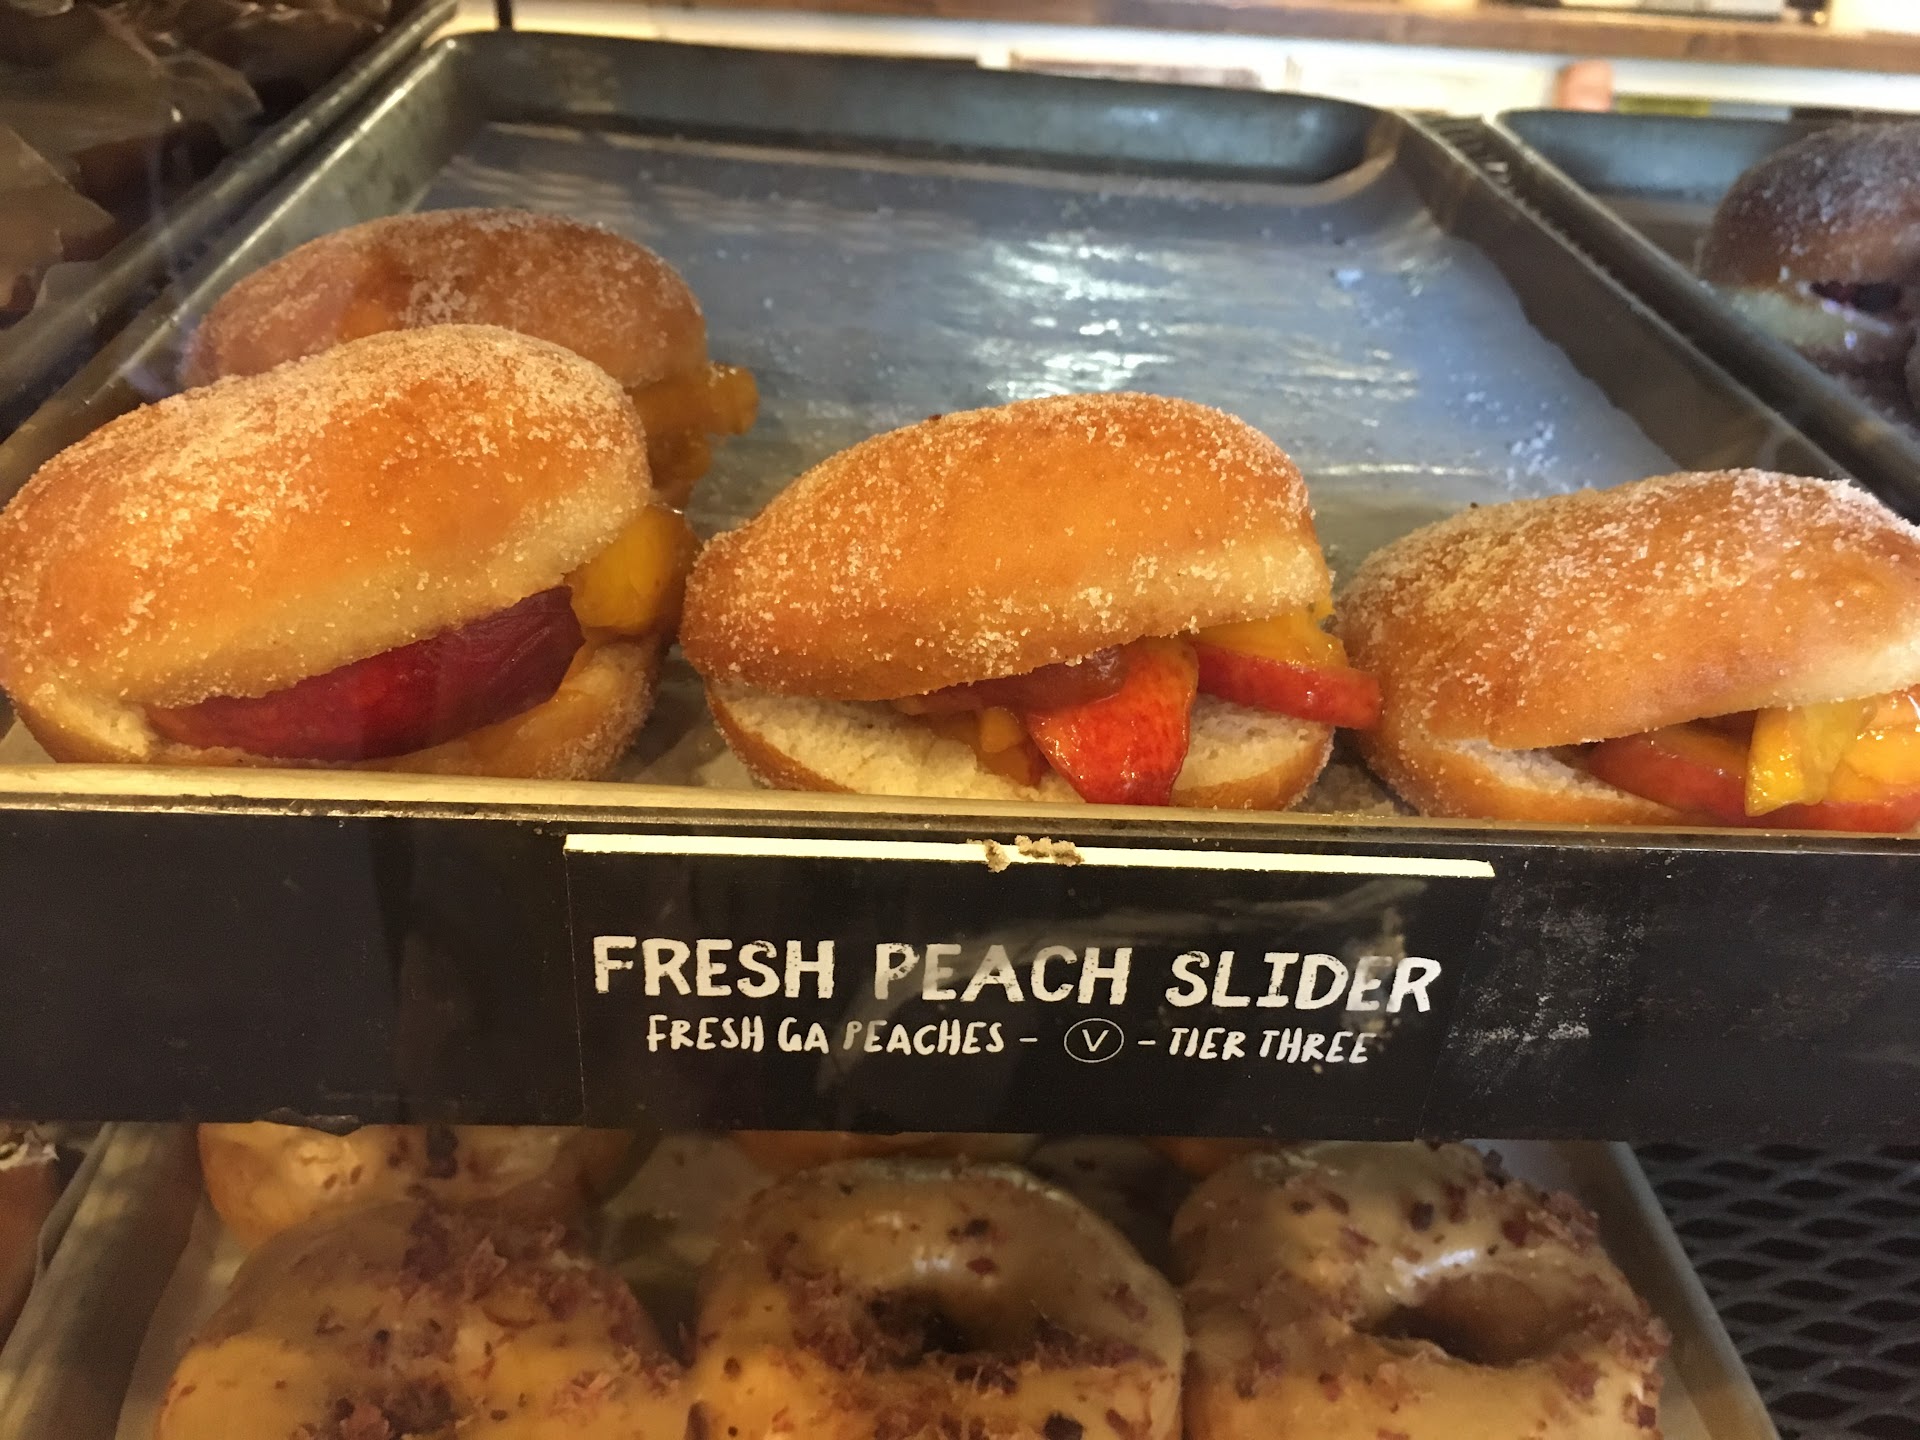 FRESH PEACH SLIDER
FRESH GA PEACHES - V - TIER THREE